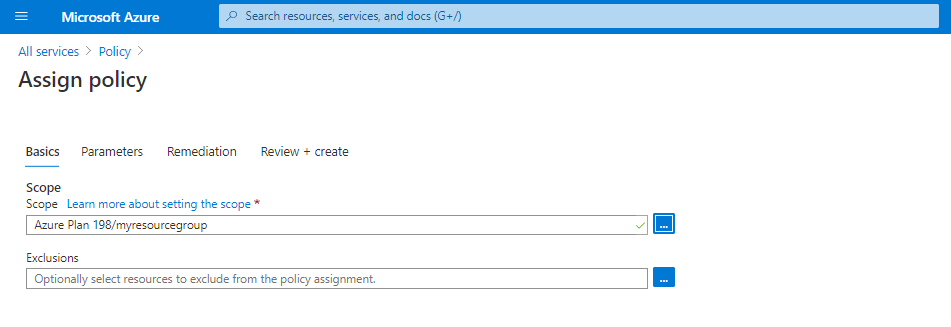 Microsoft Azure
Search resources, services, and docs (G+/)
All services > Policy >
Assign policy
Basics Parameters Remediation Review + create
Scope
Scope Learn more about setting the scope *
Azure Plan 198/myresourcegroup
...
Exclusions
Optionally select resources to exclude from the policy assignment.
...